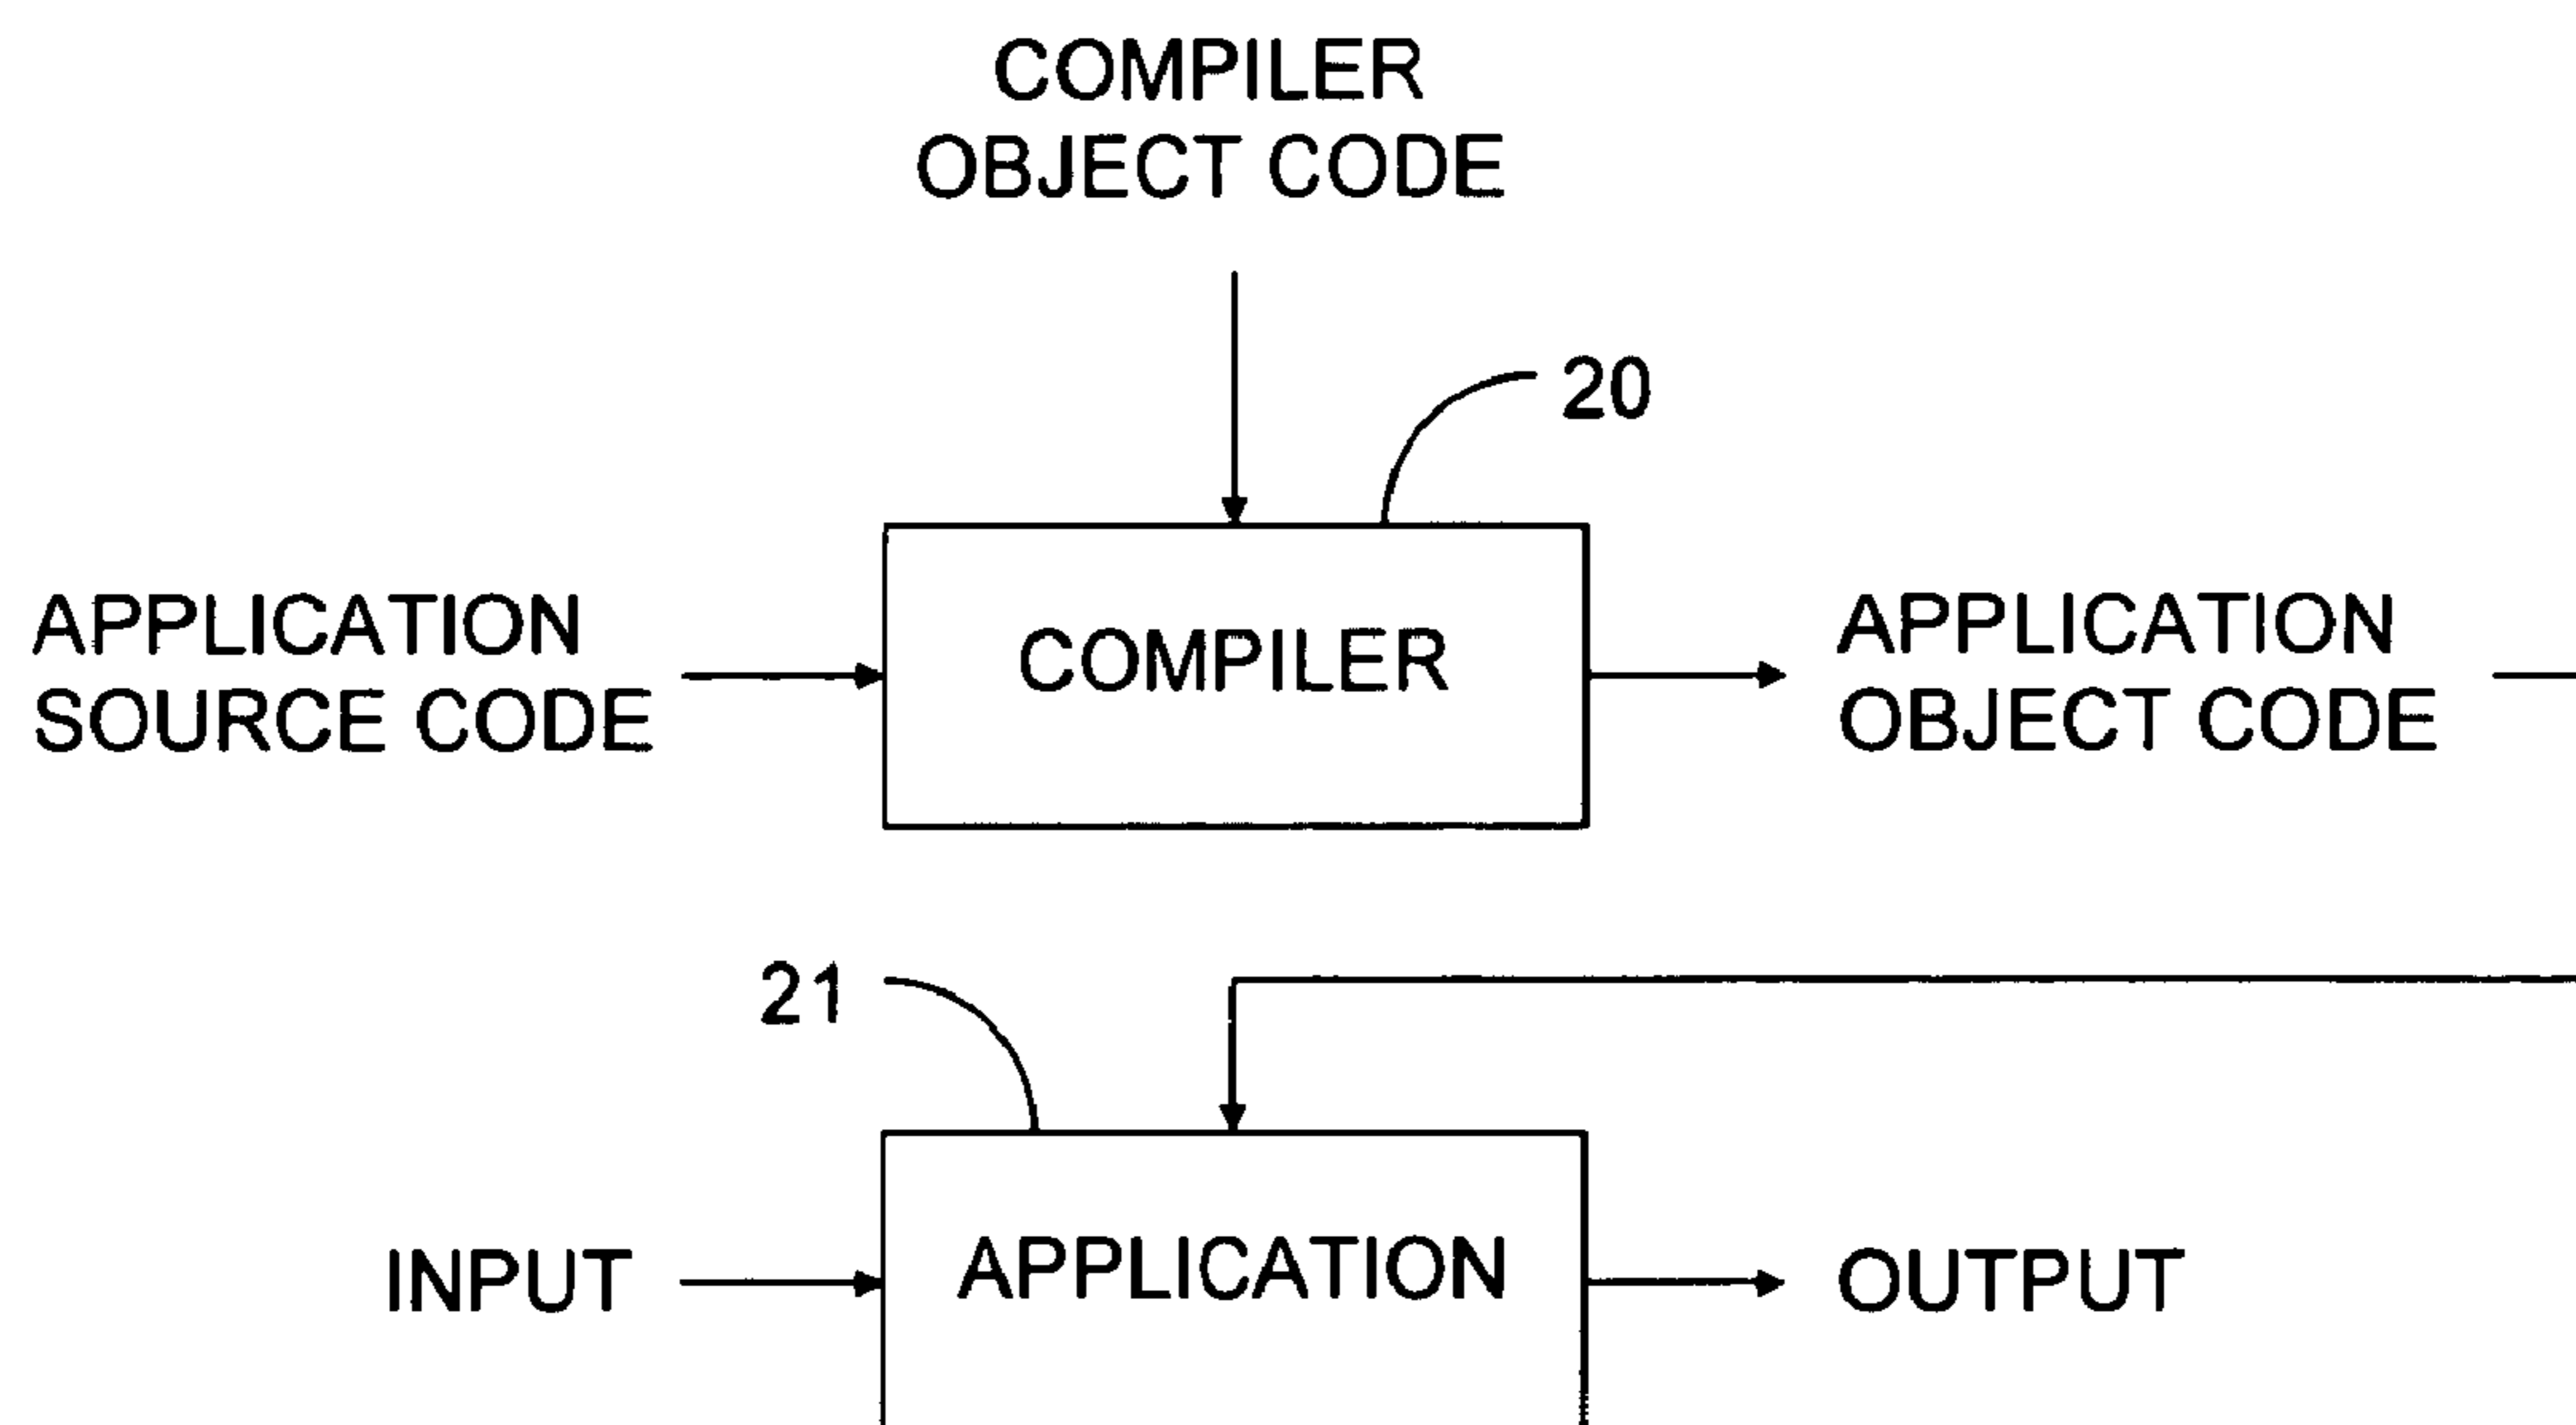 COMPILER
OBJECT CODE
20
APPLICATION
SOURCE CODE
COMPILER
APPLICATION
OBJECT CODE
21
INPUT
APPLICATION
OUTPUT